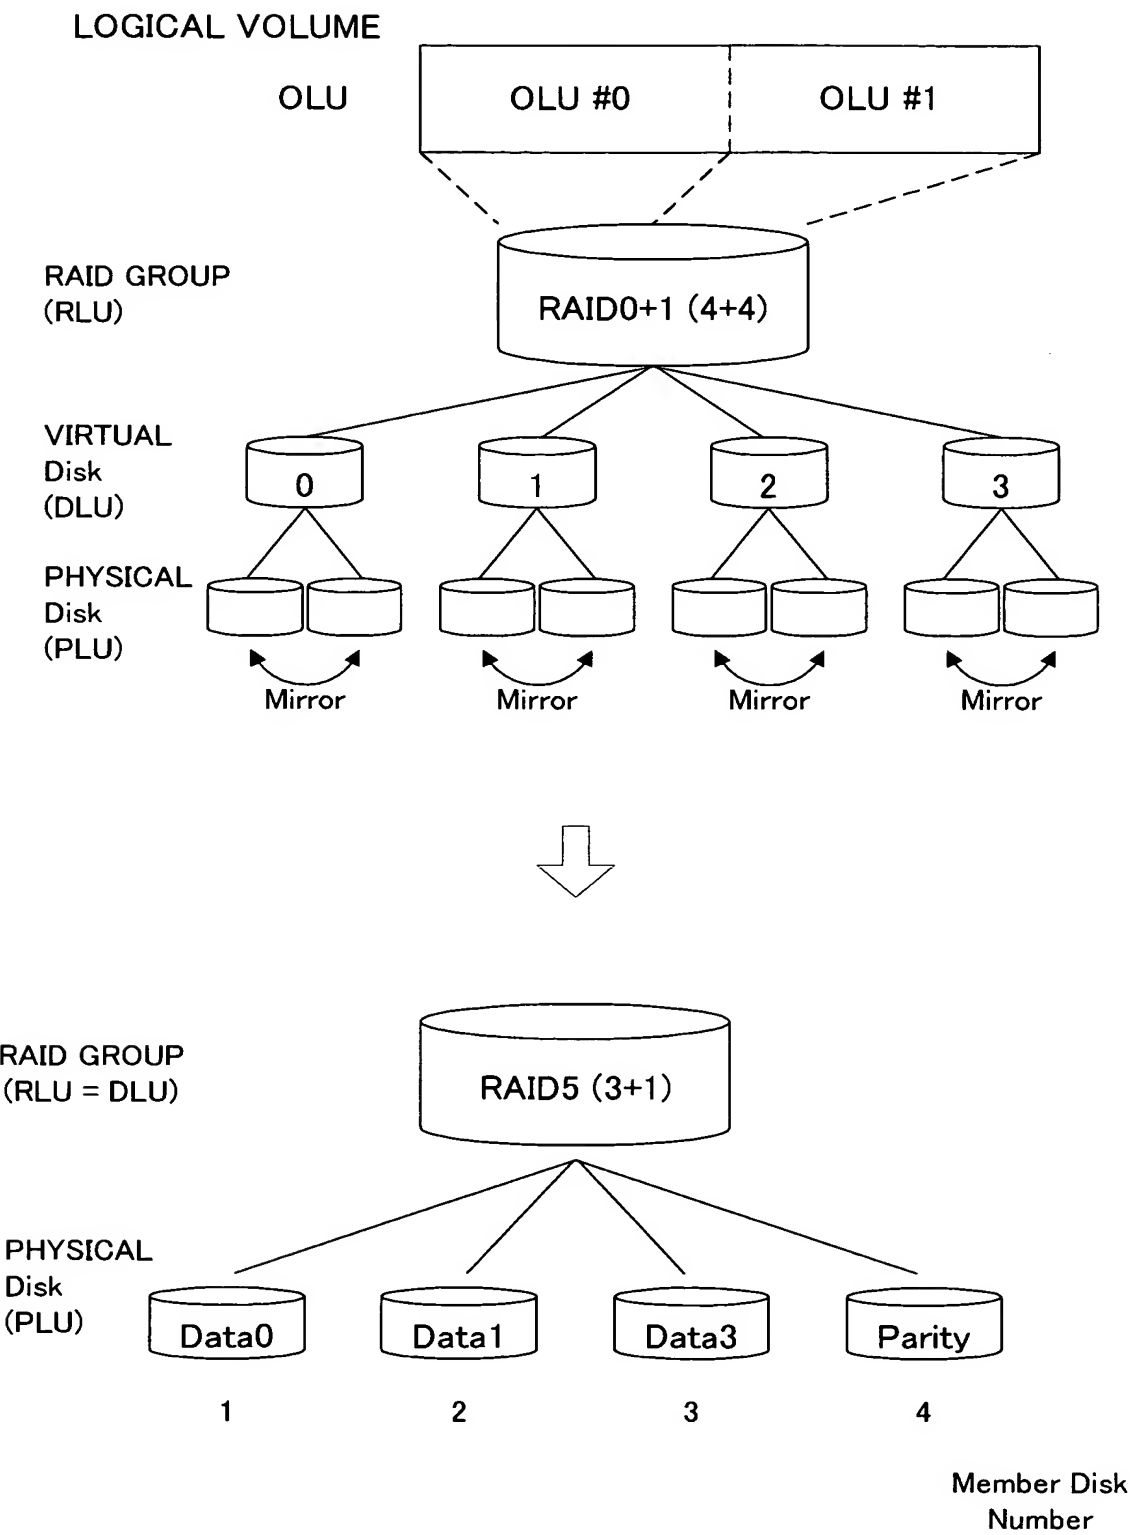 LOGICAL VOLUME
OLU
OLU #0
OLU #1
RAID GROUP
(RLU)
RAID0+1 (4+4)
VIRTUAL
Disk
(DLU)
0
1
2
3
PHYSICAL
Disk
(PLU)
Mirror
Mirror
Mirror
Mirror
RAID GROUP
(RLU = DLU)
RAID5 (3+1)
PHYSICAL
Disk
(PLU)
Data0
Data1
Data3
Parity
1
2
3
4
Member Disk
Number